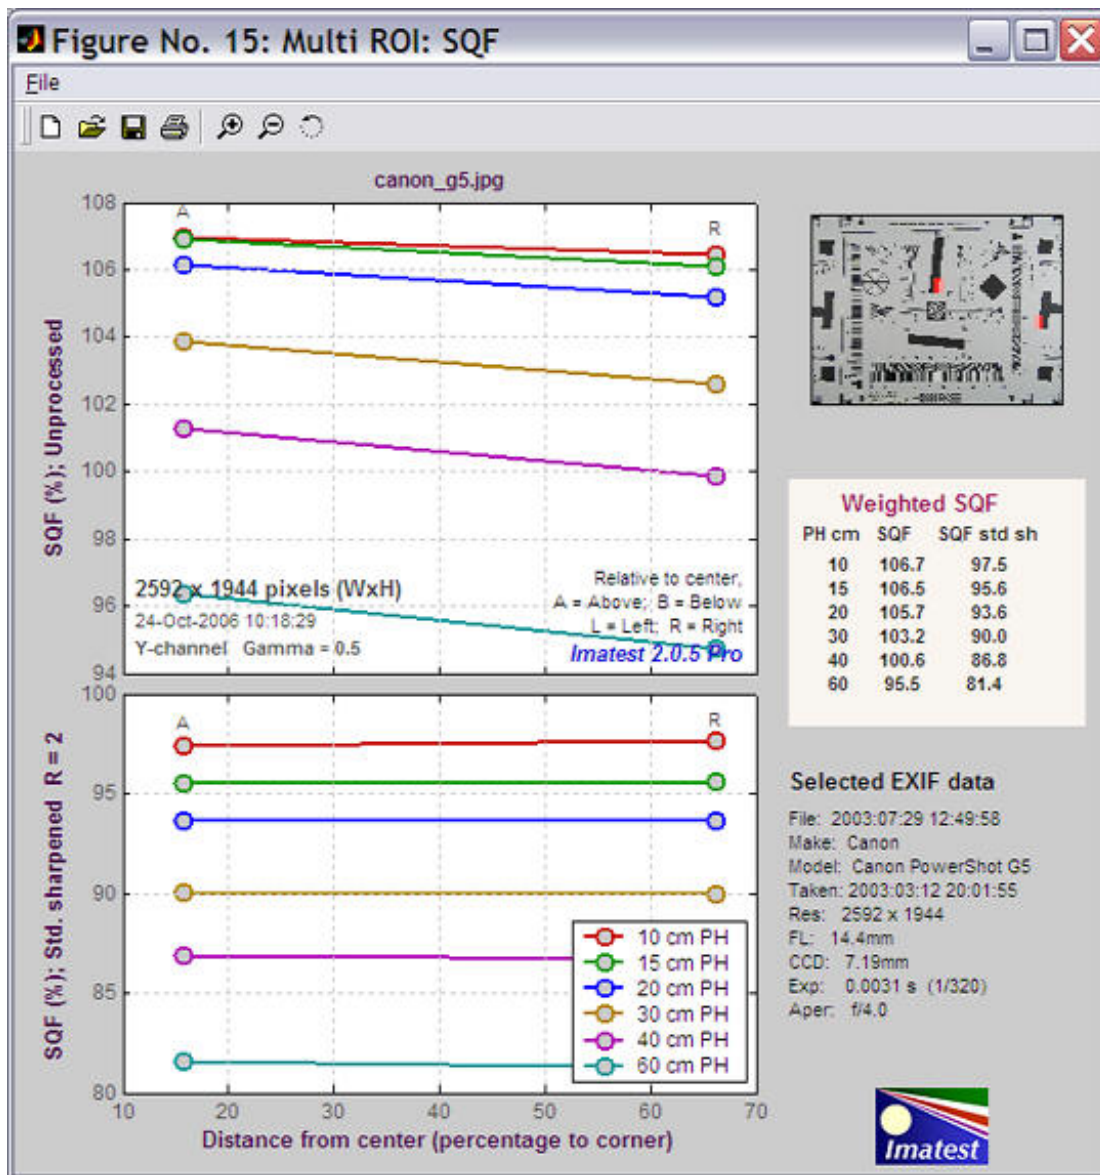 Figure No. 15: Multi ROI: SQF
File
canon_g5.jpg
108
106
104
102
100
98
96
94
SQF (%); Unprocessed
A
R
2592 x 1944 pixels (WxH)
24-Oct-2006 10:18:29
Y-channel Gamma = 0.5
Relative to center,
A = Above; B = Below
L = Left; R = Right
Imatest 2.0.5 Pro
100
95
90
85
80
SQF (%); Std. sharpened R = 2
A
R
10 cm PH
15 cm PH
20 cm PH
30 cm PH
40 cm PH
60 cm PH
10 20 30 40 50 60 70
Distance from center (percentage to corner)
Weighted SQF
PH cm SQF SQF std sh
10 106.7 97.5
15 106.5 95.6
20 105.7 93.6
30 103.2 90.0
40 100.6 86.8
60 95.5 81.4
Selected EXIF data
File: 2003:07:29 12:49:58
Make: Canon
Model: Canon PowerShot G5
Taken: 2003:03:12 20:01:55
Res: 2592 x 1944
FL: 14.4mm
CCD: 7.19mm
Exp: 0.0031 s (1/320)
Aper: f/4.0
Imatest